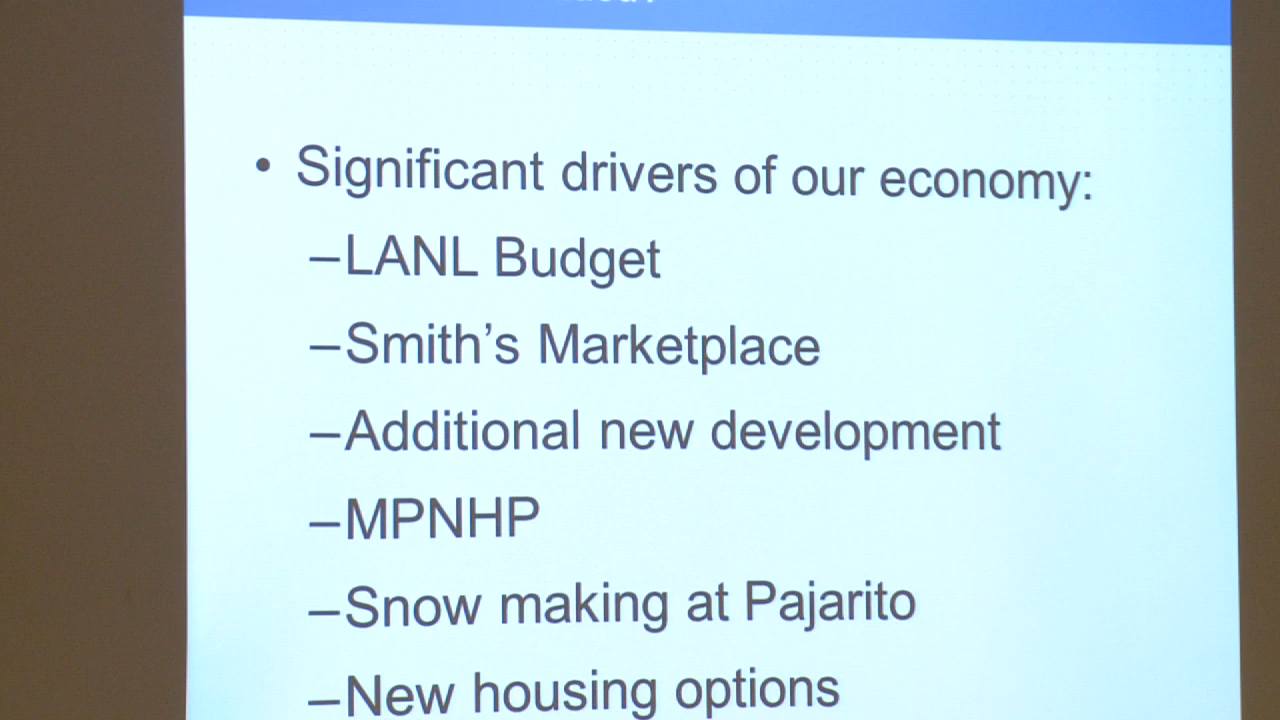 • Significant drivers of our economy:
–LANL Budget
–Smith’s Marketplace
–Additional new development
–MPNHP
–Snow making at Pajarito
–New housing options